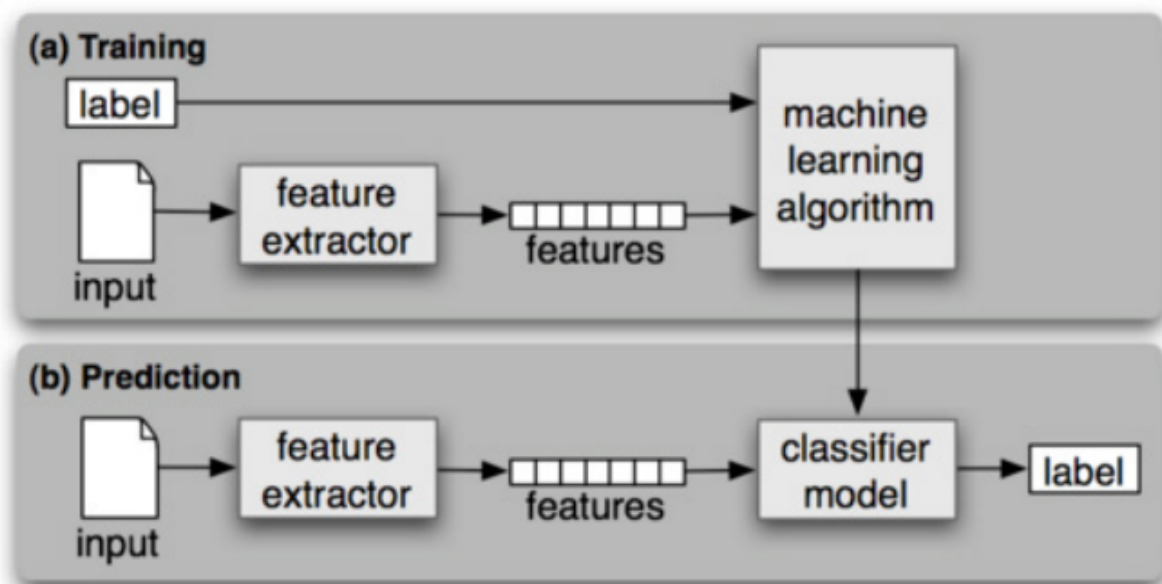 (a) Training
label
machine
learning
algorithm
feature
extractor
features
input
(b) Prediction
feature
extractor
features
classifier
model
label
input